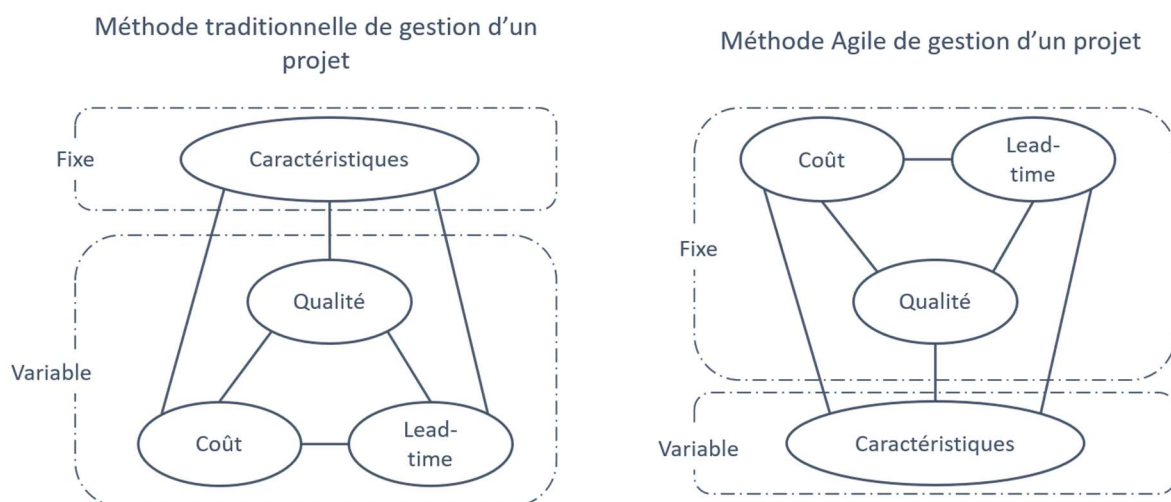 Méthode traditionnelle de gestion d’un
projet
Fixe
Caractéristiques
Qualité
Variable
Coût
Lead-
time
Méthode Agile de gestion d’un projet
Coût
Lead-
time
Fixe
Qualité
Variable
Caractéristiques